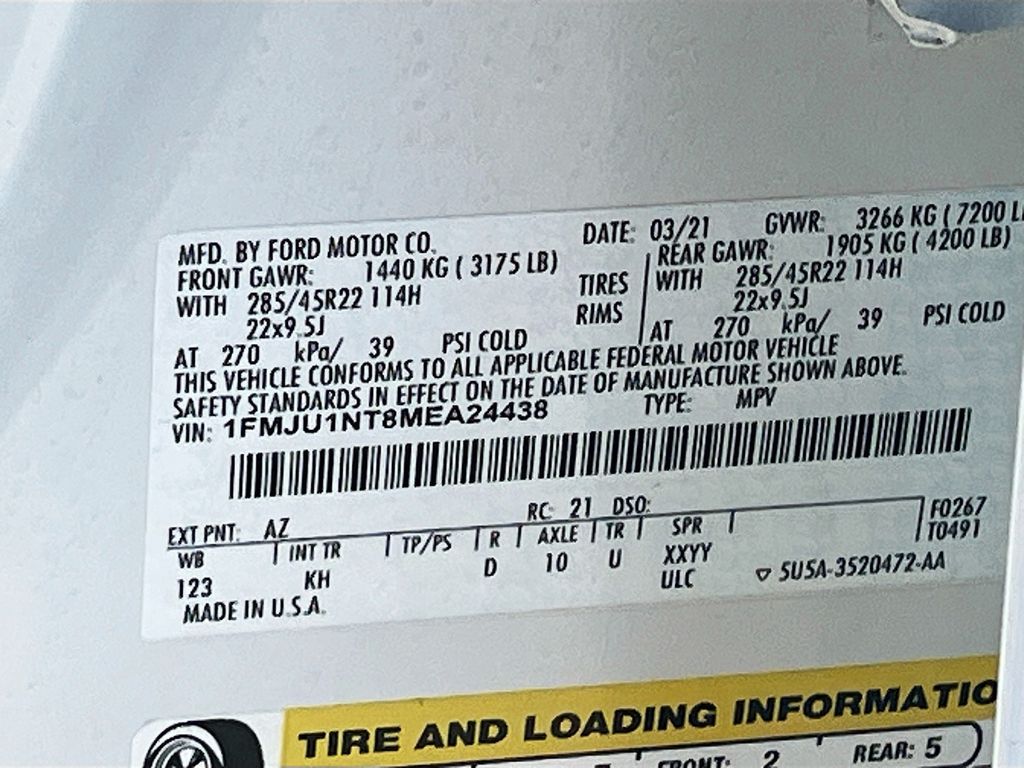 MFD. BY FORD MOTOR CO. DATE: 03/21 GVWR: 3266 KG ( 7200 L
FRONT GAWR: 1440 KG ( 3175 LB) REAR GAWR: 1905 KG ( 4200 LB)
WITH 285/45R22 114H TIRES WITH 285/45R22 114H
22x9.5J RIMS 22x9.5J
AT 270 kPa/ 39 PSI COLD AT 270 kPa/ 39 PSI COLD
THIS VEHICLE CONFORMS TO ALL APPLICABLE FEDERAL MOTOR VEHICLE
SAFETY STANDARDS IN EFFECT ON THE DATE OF MANUFACTURE SHOWN ABOVE.
VIN: 1FMJU1NT8MEA24438 TYPE: MPV
EXT PNT: AZ RC: 21 DSO: F0267
WB INT TR TP/PS R AXLE TR SPR T0491
123 KH D 10 U XXYY
ULC ▽ 5U5A-3520472-AA
MADE IN U.S.A.
TIRE AND LOADING INFORMATIO
FRONT: 2 REAR: 5